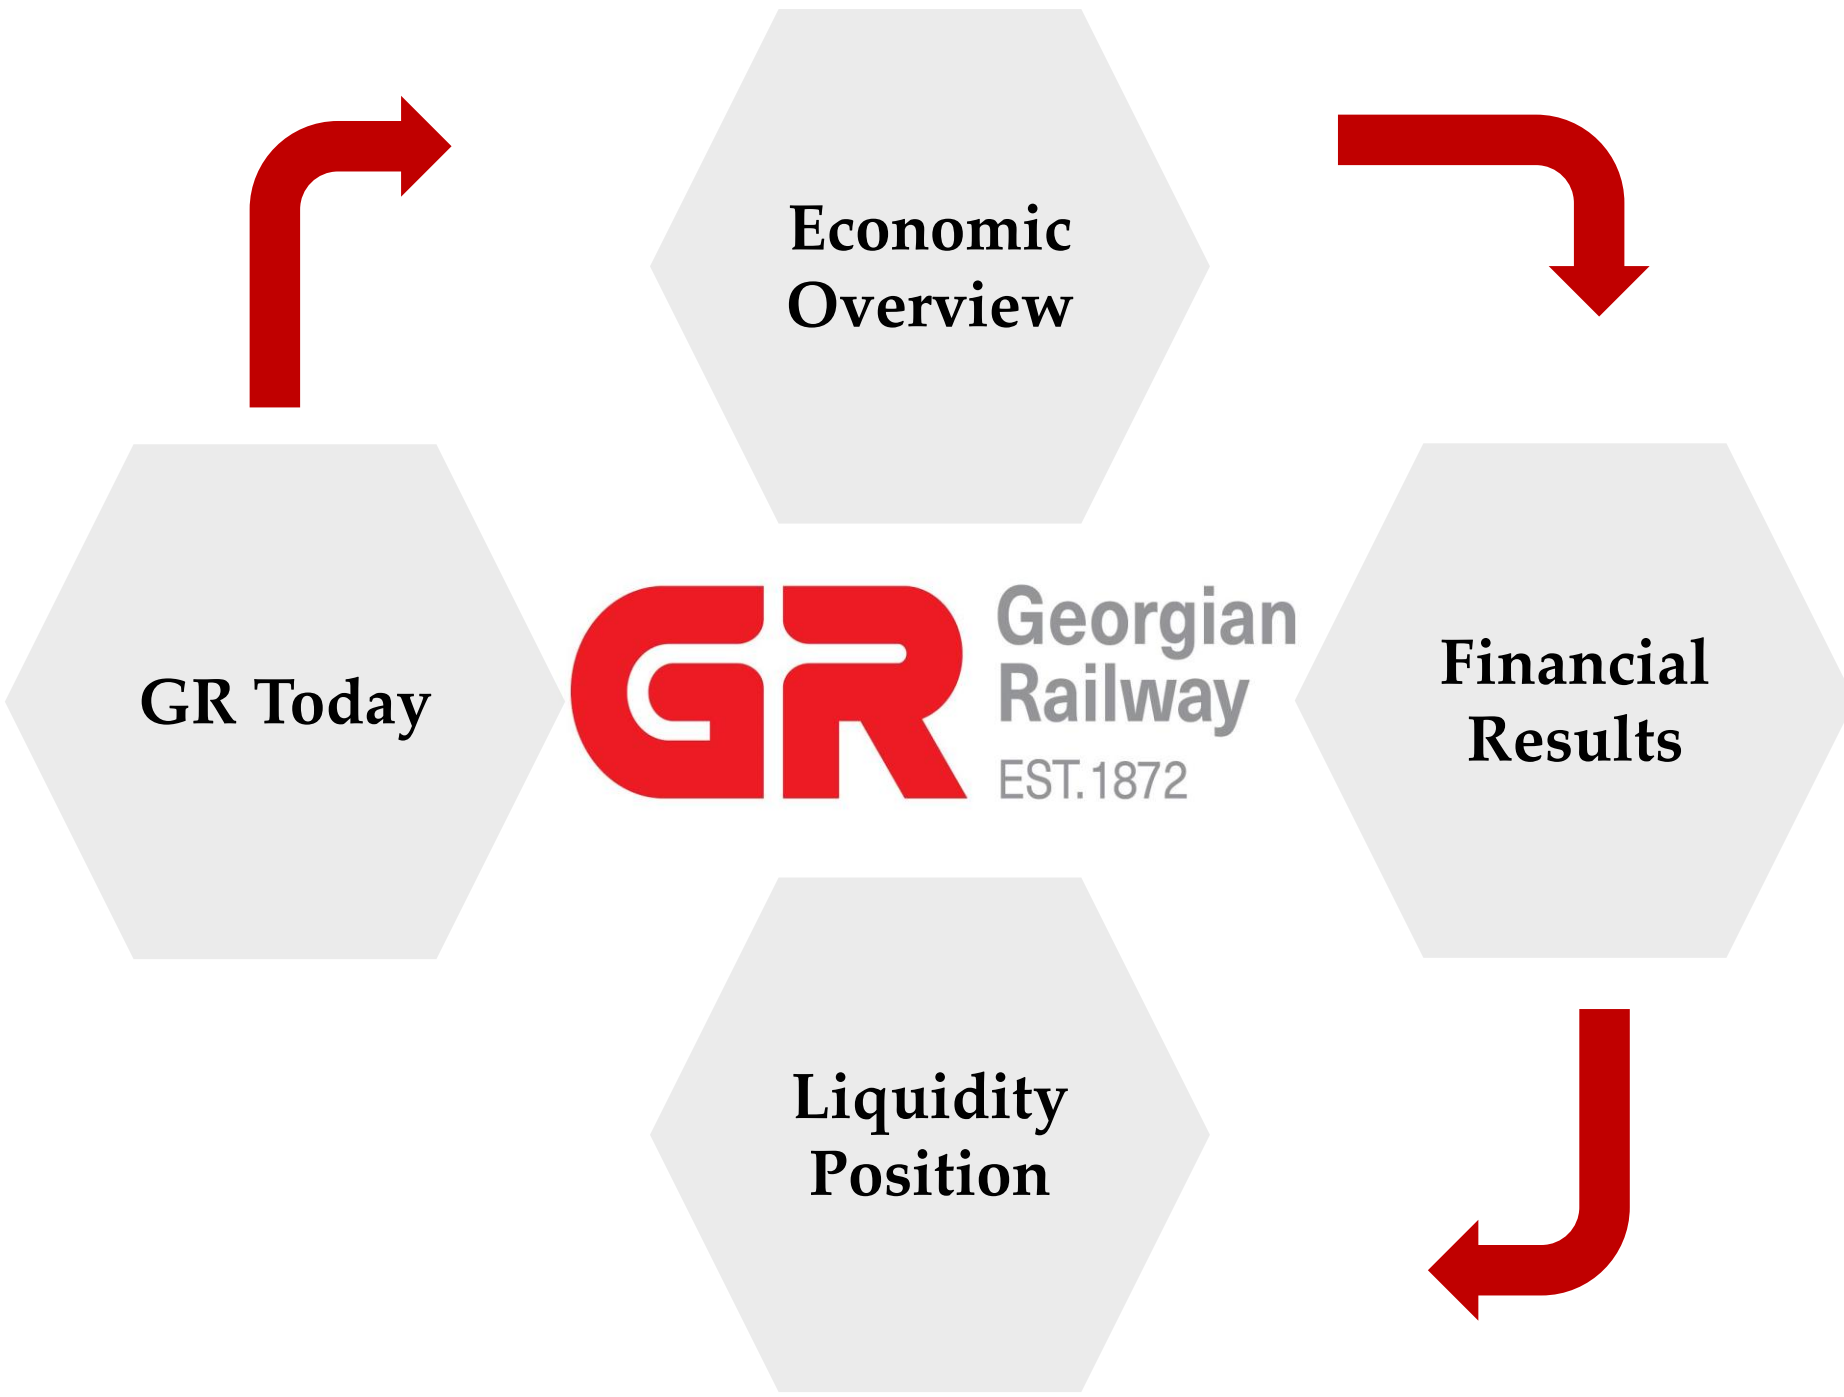 Economic
Overview
GR Today
GR
Georgian
Railway
EST.1872
Financial
Results
Liquidity
Position